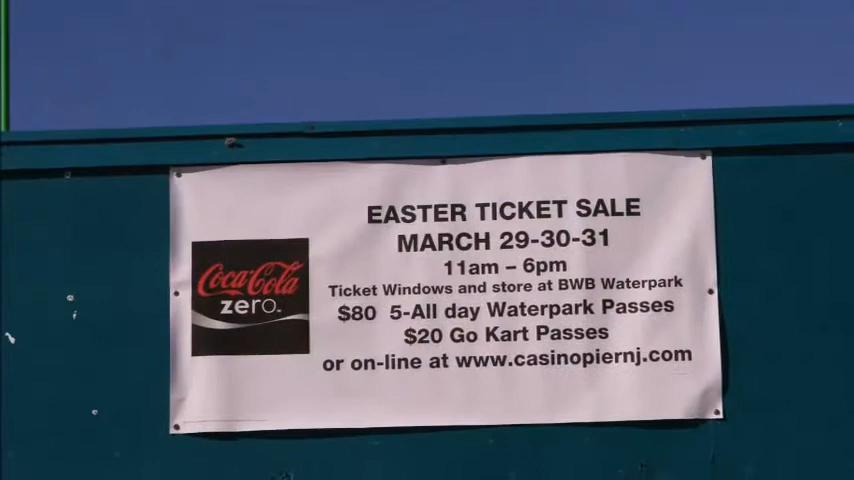 EASTER TICKET SALE
MARCH 29-30-31
11am – 6pm
Ticket Windows and store at BWB Waterpark
$80 5-All day Waterpark Passes
$20 Go Kart Passes
or on-line at www.casinopiernj.com
Coca-Cola
zero